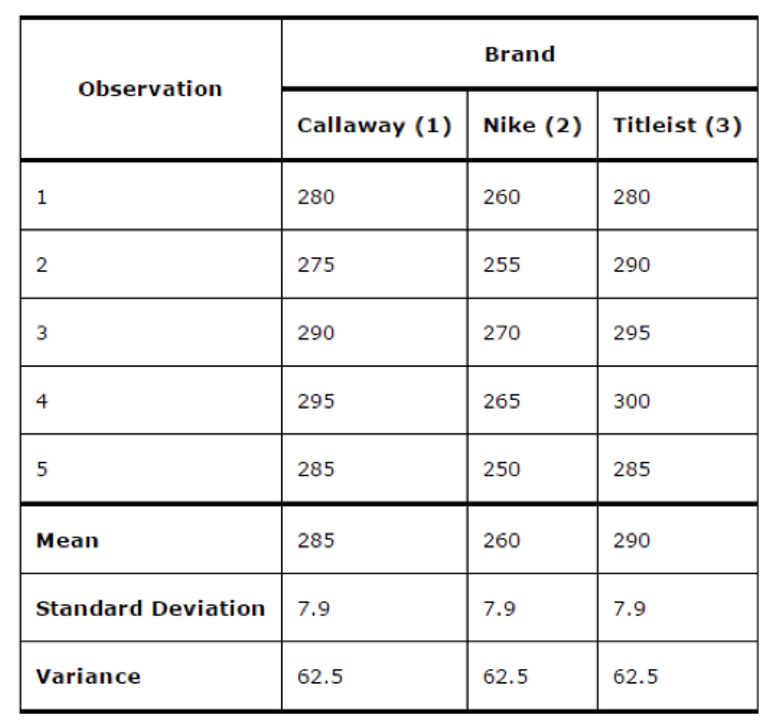 Brand
Observation
Callaway (1) Nike (2) Titleist (3)
1 280 260 280
2 275 255 290
3 290 270 295
4 295 265 300
5 285 250 285
Mean 285 260 290
Standard Deviation 7.9 7.9 7.9
Variance 62.5 62.5 62.5